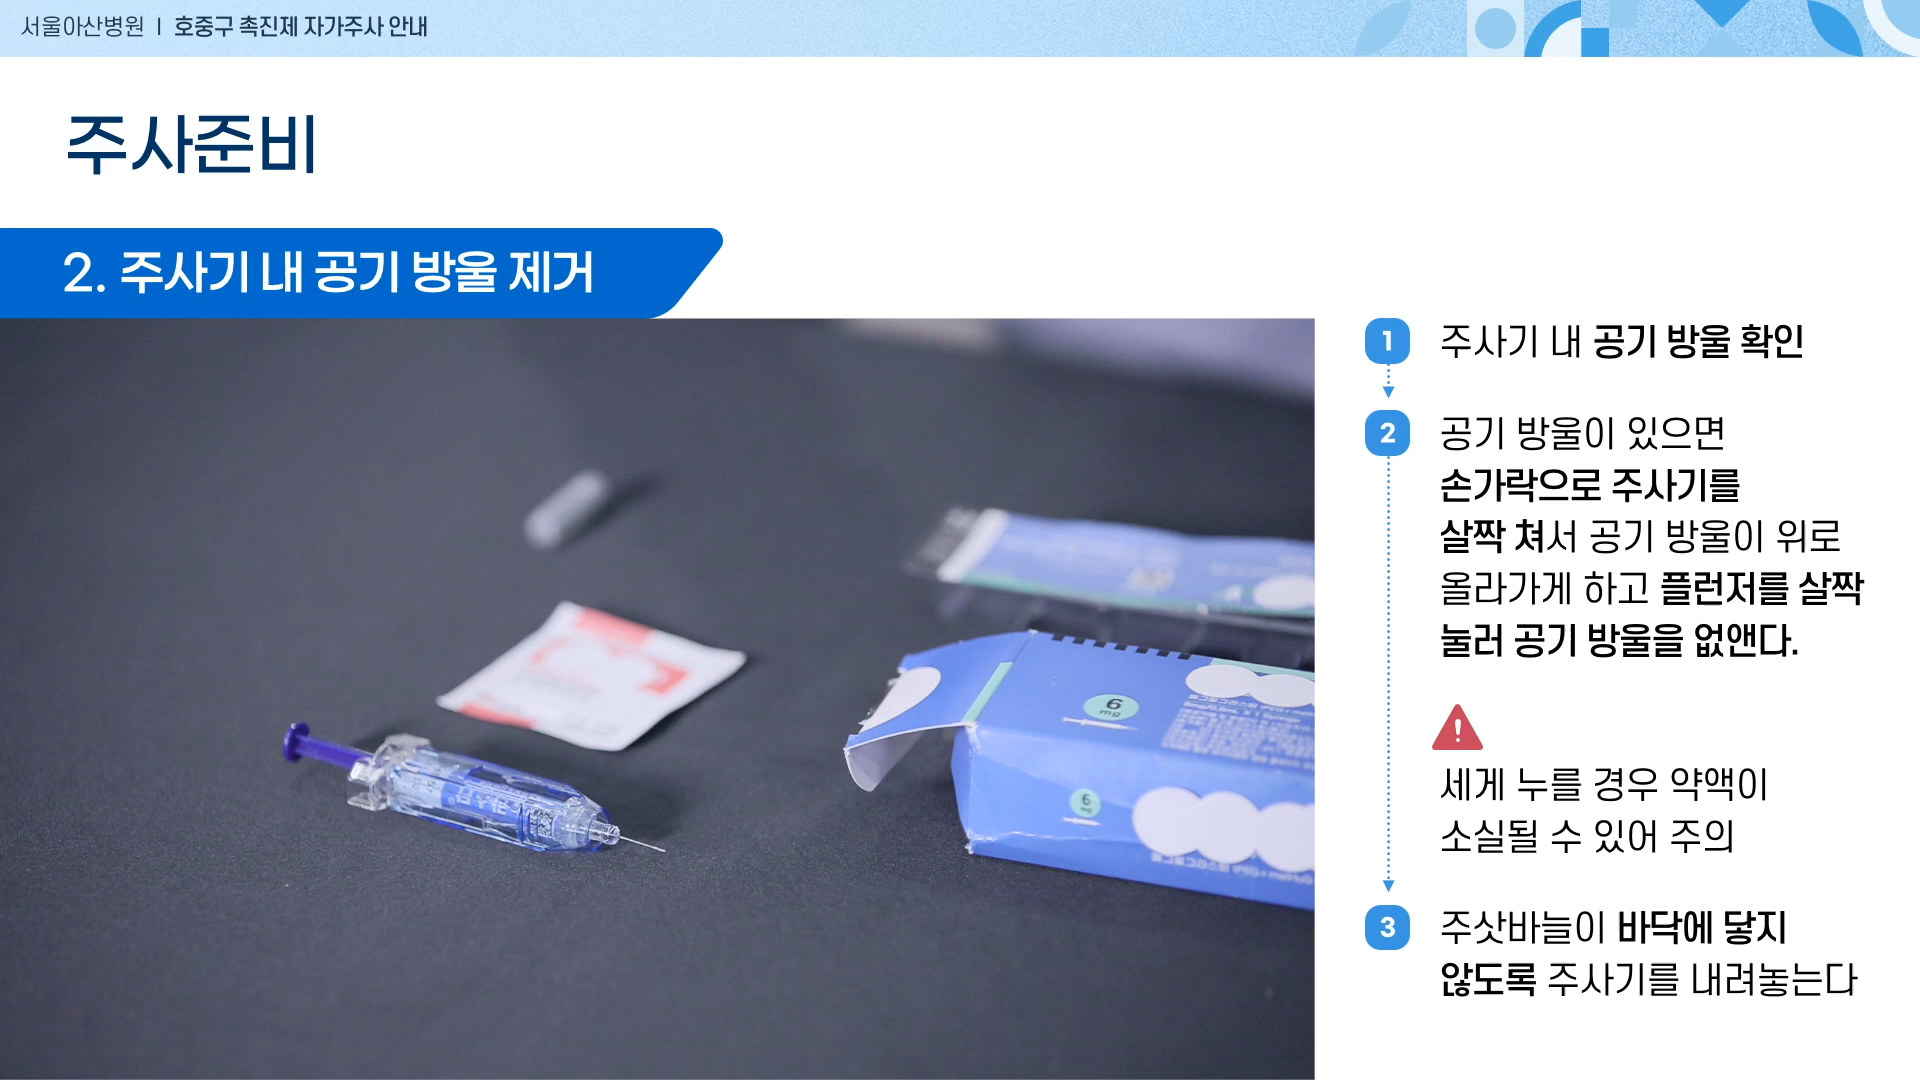 서울아산병원 | 호중구 촉진제 자가주사 안내
주사준비
2. 주사기 내 공기 방울 제거
1 주사기 내 공기 방울 확인
2 공기 방울이 있으면
손가락으로 주사기를
살짝 쳐서 공기 방울이 위로
올라가게 하고 플런저를 살짝
눌러 공기 방울을 없앤다.
세게 누를 경우 약액이
소실될 수 있어 주의
3 주삿바늘이 바닥에 닿지
않도록 주사기를 내려놓는다
6
mg
6